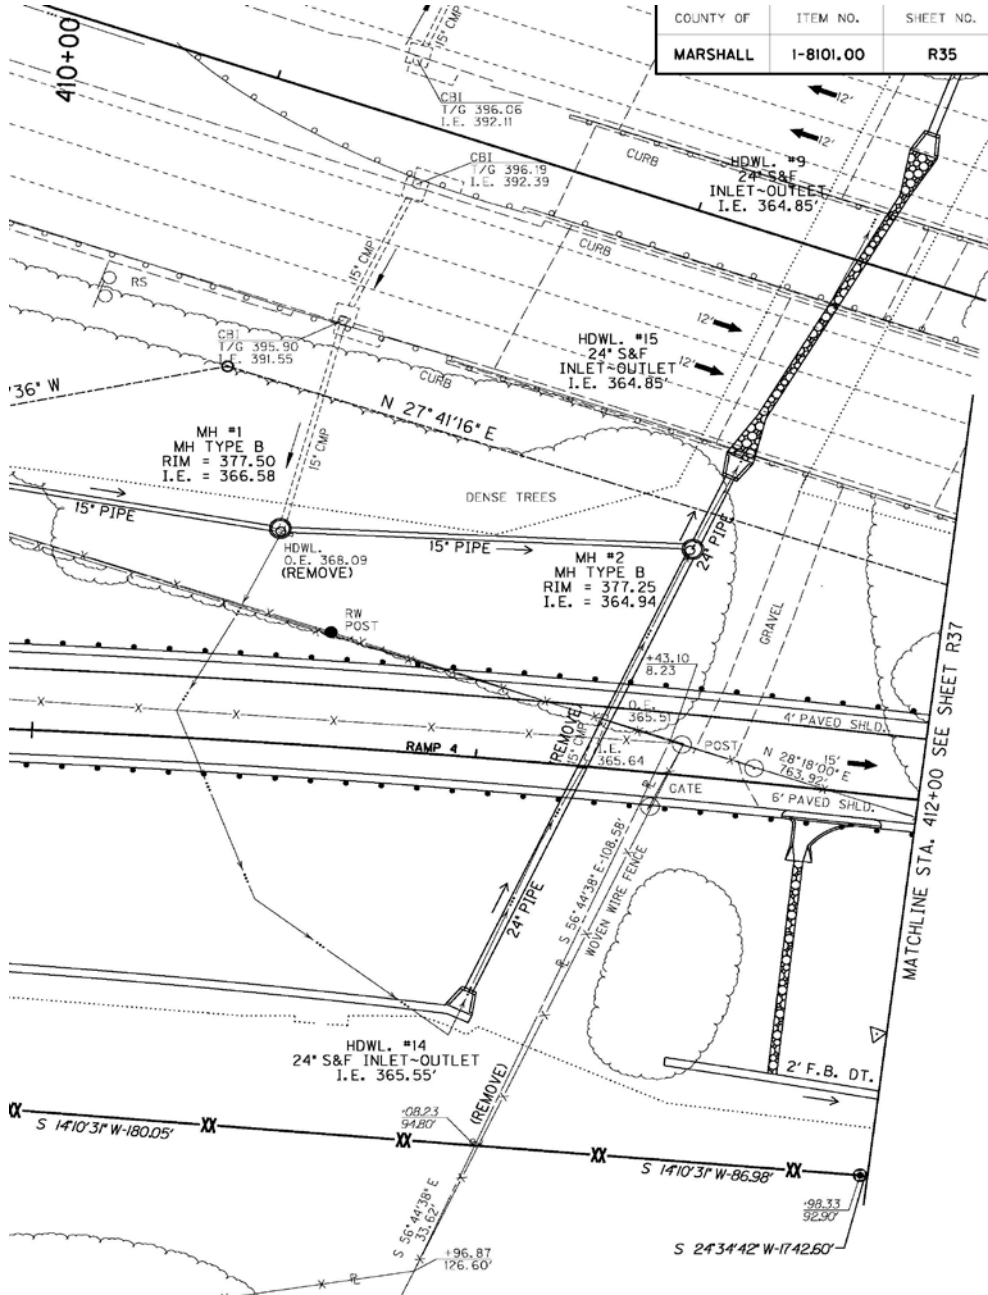 COUNTY OF ITEM NO. SHEET NO.
MARSHALL 1-8101.00 R35
410+00
15" CMP
CBI
T/G 396.06
I.E. 392.11
12'
12'
CURB
HDWL. #9
24" S&F
INLET~OUTLET
I.E. 364.85'
CBI
T/G 396.19
I.E. 392.39
15" CMP
CURB
RS
CBI
T/G 395.90
I.E. 391.55
12'
HDWL. #15
24" S&F
INLET~OUTLET
I.E. 364.85'
12'
CURB
36" W
N 27°41'16" E
MH #1
MH TYPE B
RIM = 377.50
I.E. = 366.58
15" CMP
DENSE TREES
15" PIPE
15" PIPE
24" PIPE
HDWL.
O.E. 368.09
(REMOVE)
MH #2
MH TYPE B
RIM = 377.25
I.E. = 364.94
RW
POST
GRAVEL
+43.10
8.23
O.E.
365.51
(REMOVE)
15" CMP
I.E.
365.64
4' PAVED SHLD.
RAMP 4
POST
N 28°18'00" E
763.92'
15'
GATE
6' PAVED SHLD.
MATCHLINE STA. 412+00 SEE SHEET R37
S 56°44'38" E-108.58'
WOVEN WIRE FENCE
24" PIPE
HDWL. #14
24" S&F INLET~OUTLET
I.E. 365.55'
2' F.B. DT.
(REMOVE)
+08.23
94.80'
XX XX XX XX XX
S 14°10'31" W-180.05'
S 14°10'31" W-86.98'
+98.33
92.90'
S 56°44'38" E
33.62'
+96.87
126.60'
S 24°34'42" W-1742.60'